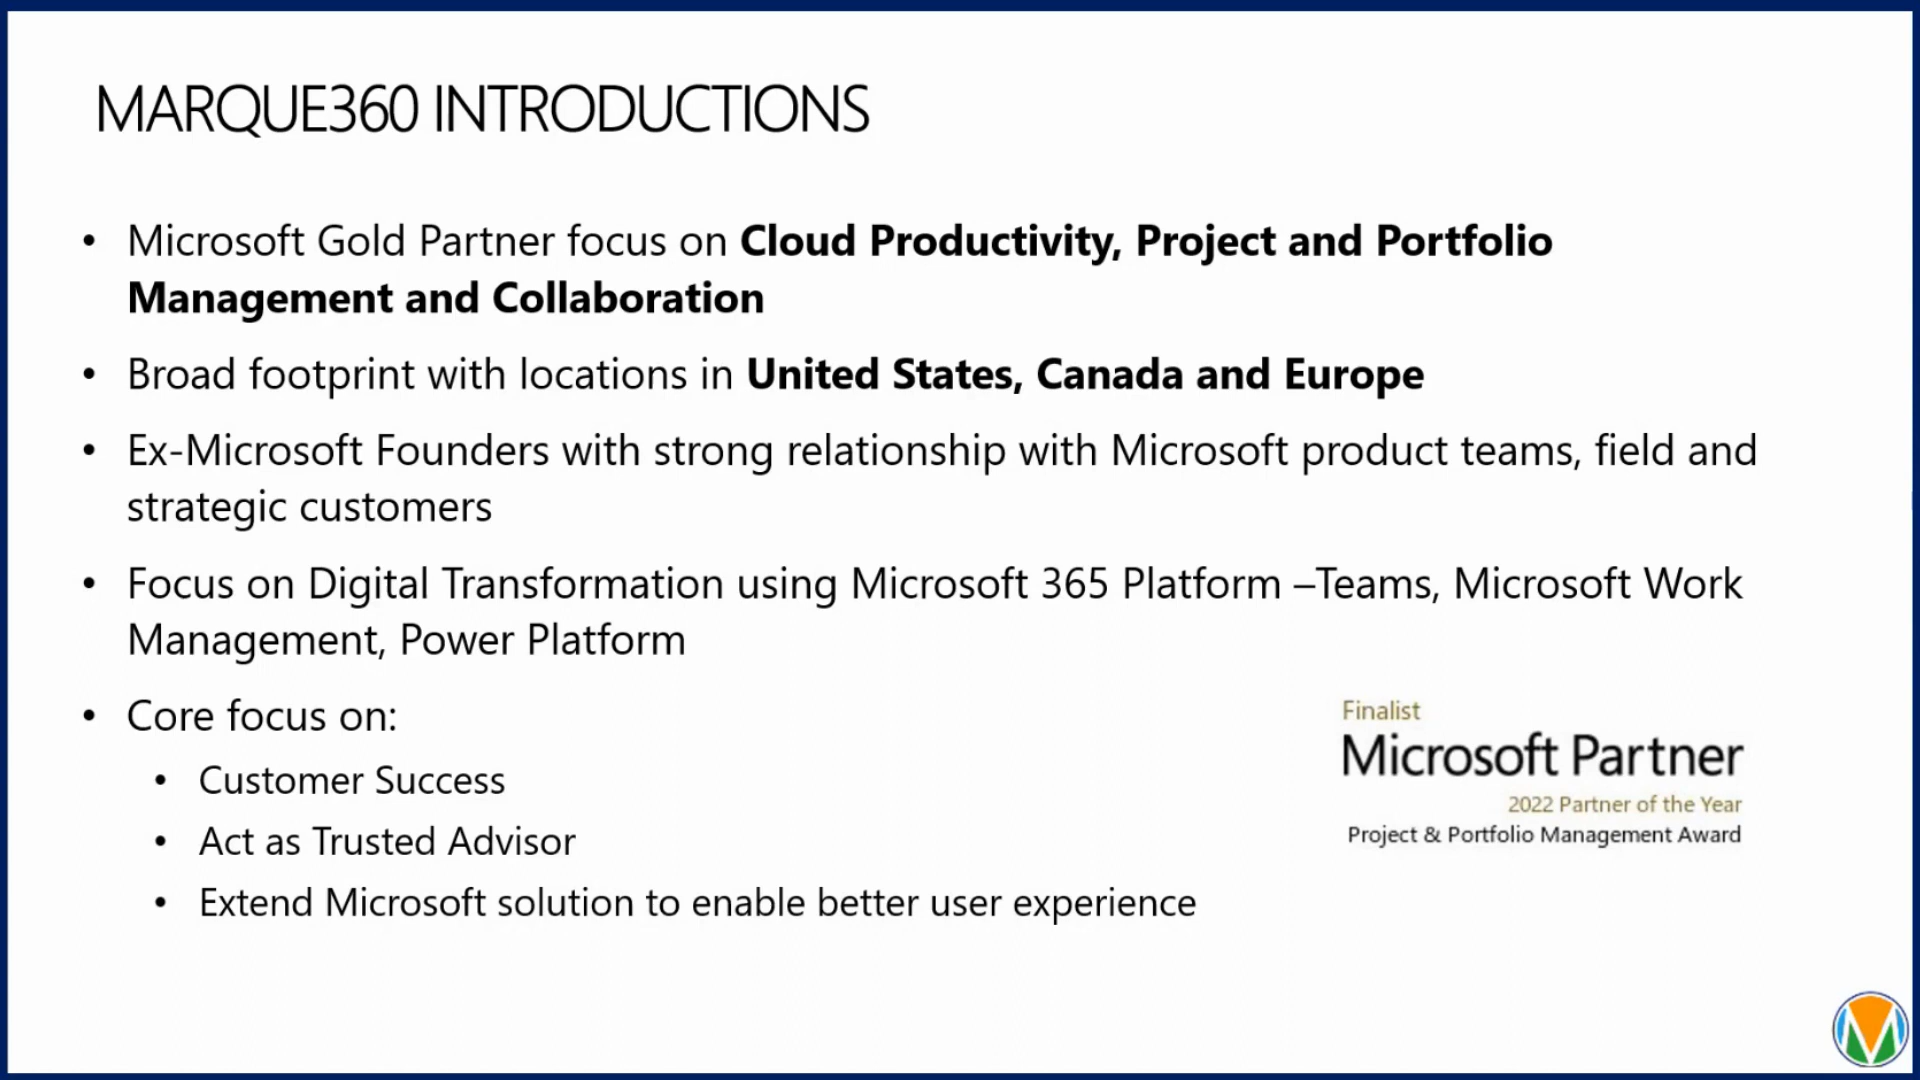 MARQUE360 INTRODUCTIONS
• Microsoft Gold Partner focus on Cloud Productivity, Project and Portfolio
Management and Collaboration
• Broad footprint with locations in United States, Canada and Europe
• Ex-Microsoft Founders with strong relationship with Microsoft product teams, field and
strategic customers
• Focus on Digital Transformation using Microsoft 365 Platform –Teams, Microsoft Work
Management, Power Platform
• Core focus on:
• Customer Success
• Act as Trusted Advisor
• Extend Microsoft solution to enable better user experience
Finalist
Microsoft Partner
2022 Partner of the Year
Project & Portfolio Management Award